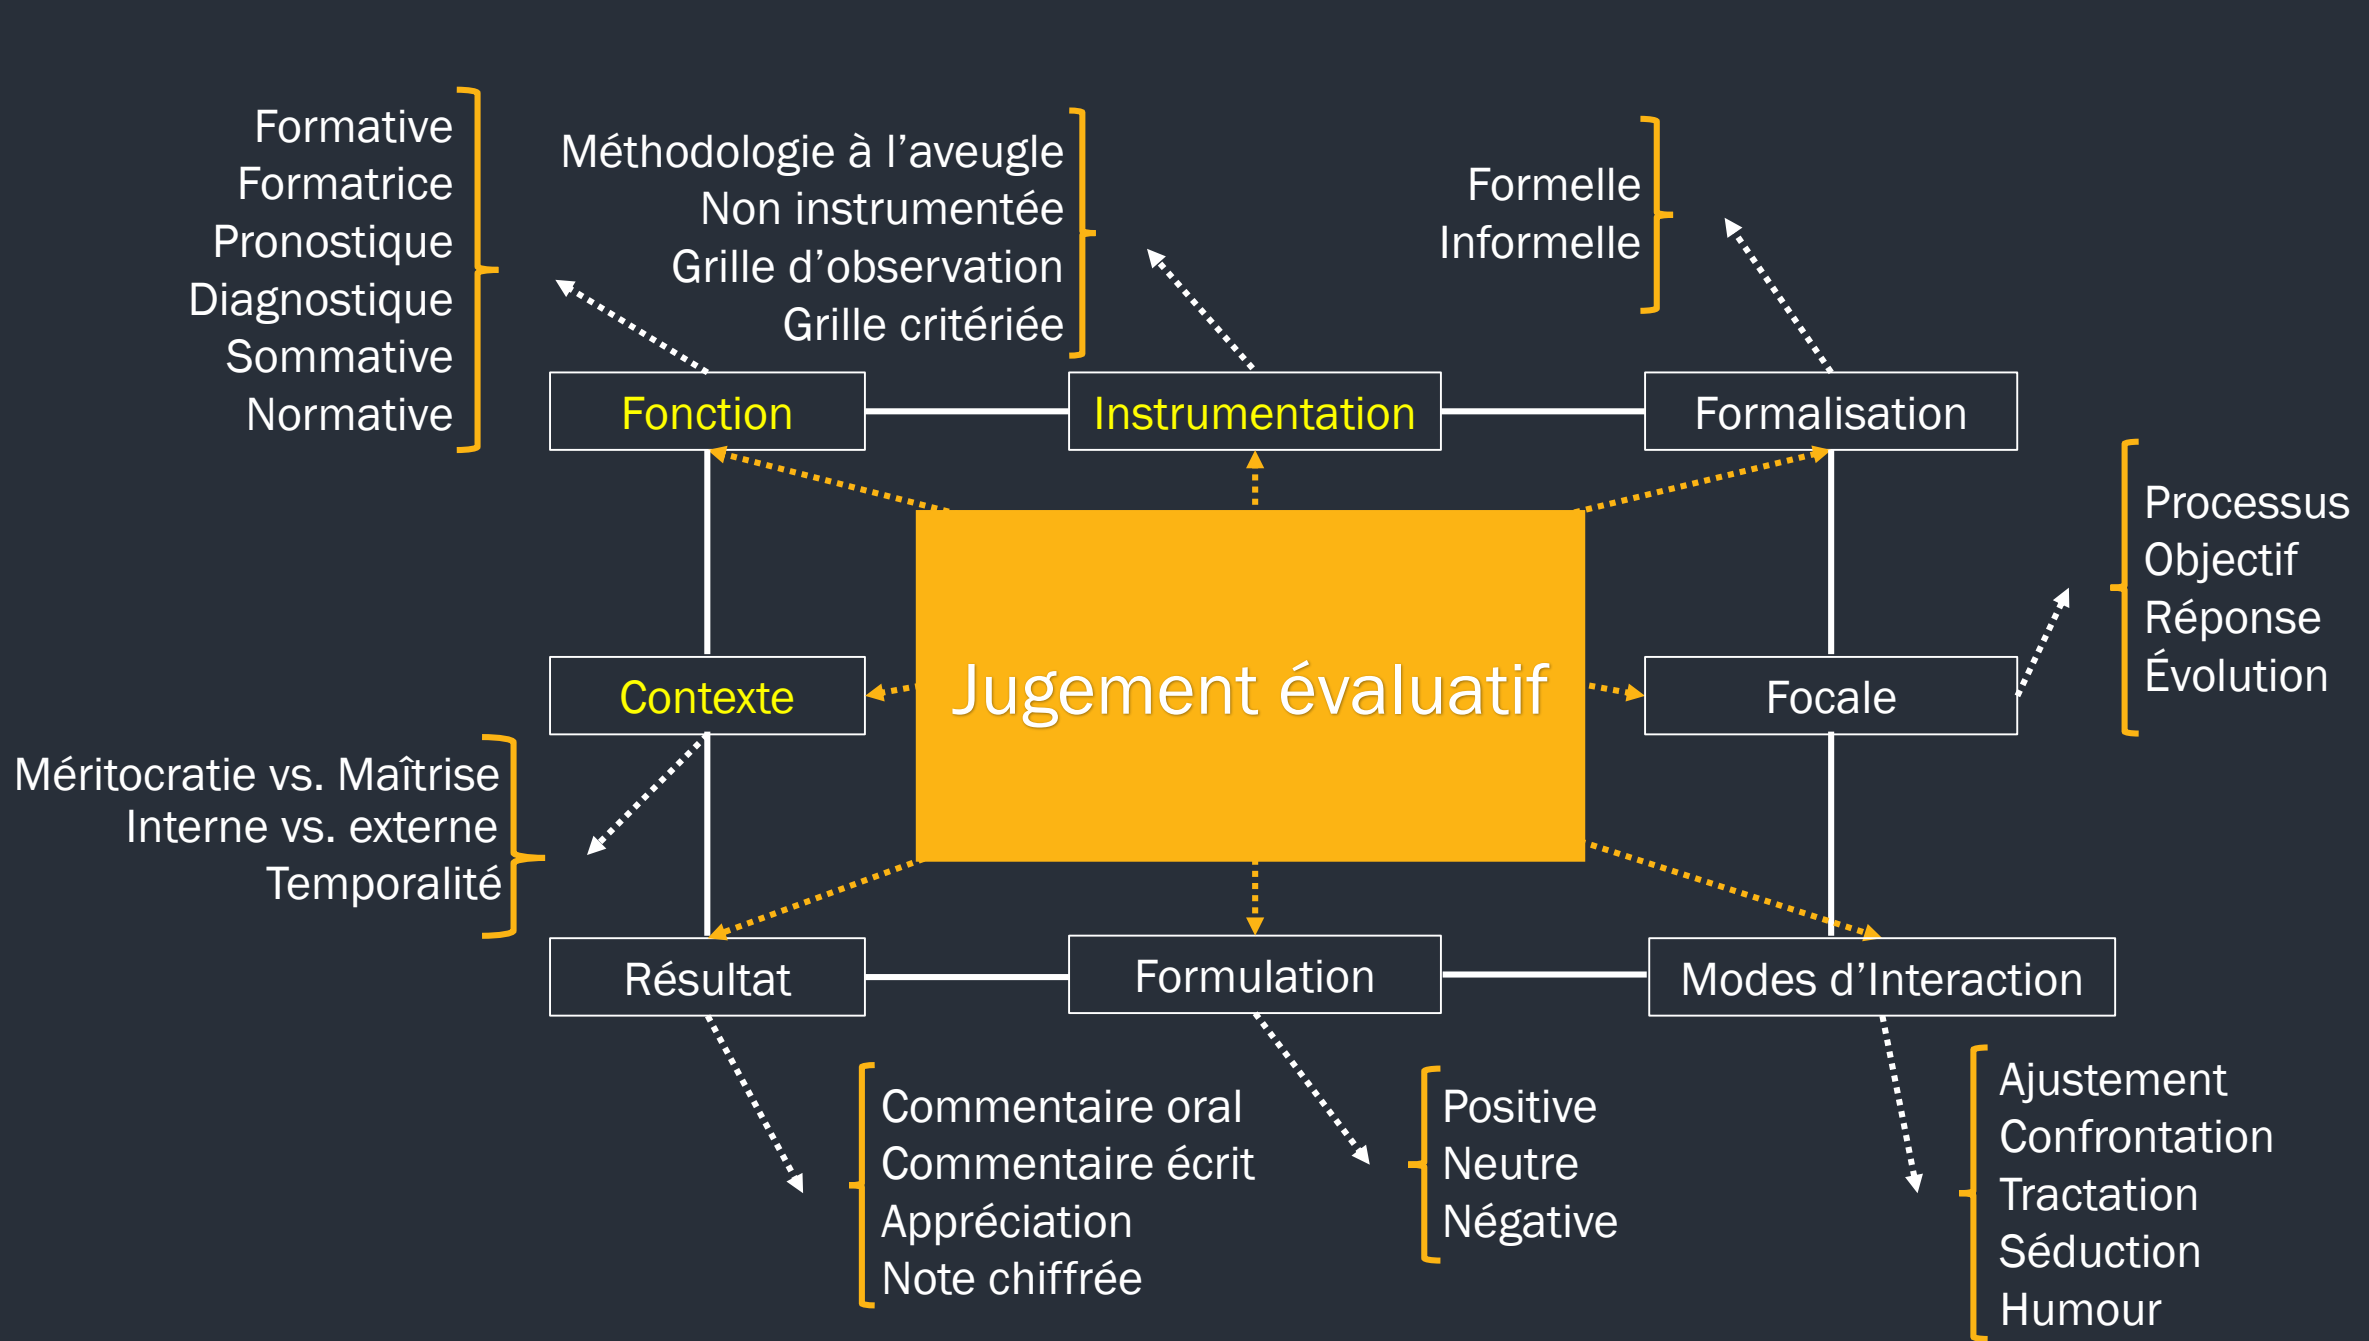 Formative
Formatrice
Pronostique
Diagnostique
Sommative
Normative
Méthodologie à l’aveugle
Non instrumentée
Grille d’observation
Grille critériée
Formelle
Informelle
Fonction
Instrumentation
Formalisation
Processus
Objectif
Réponse
Évolution
Contexte
Jugement évaluatif
Focale
Méritocratie vs. Maîtrise
Interne vs. externe
Temporalité
Résultat
Formulation
Modes d’Interaction
Commentaire oral
Commentaire écrit
Appréciation
Note chiffrée
Positive
Neutre
Négative
Ajustement
Confrontation
Tractation
Séduction
Humour